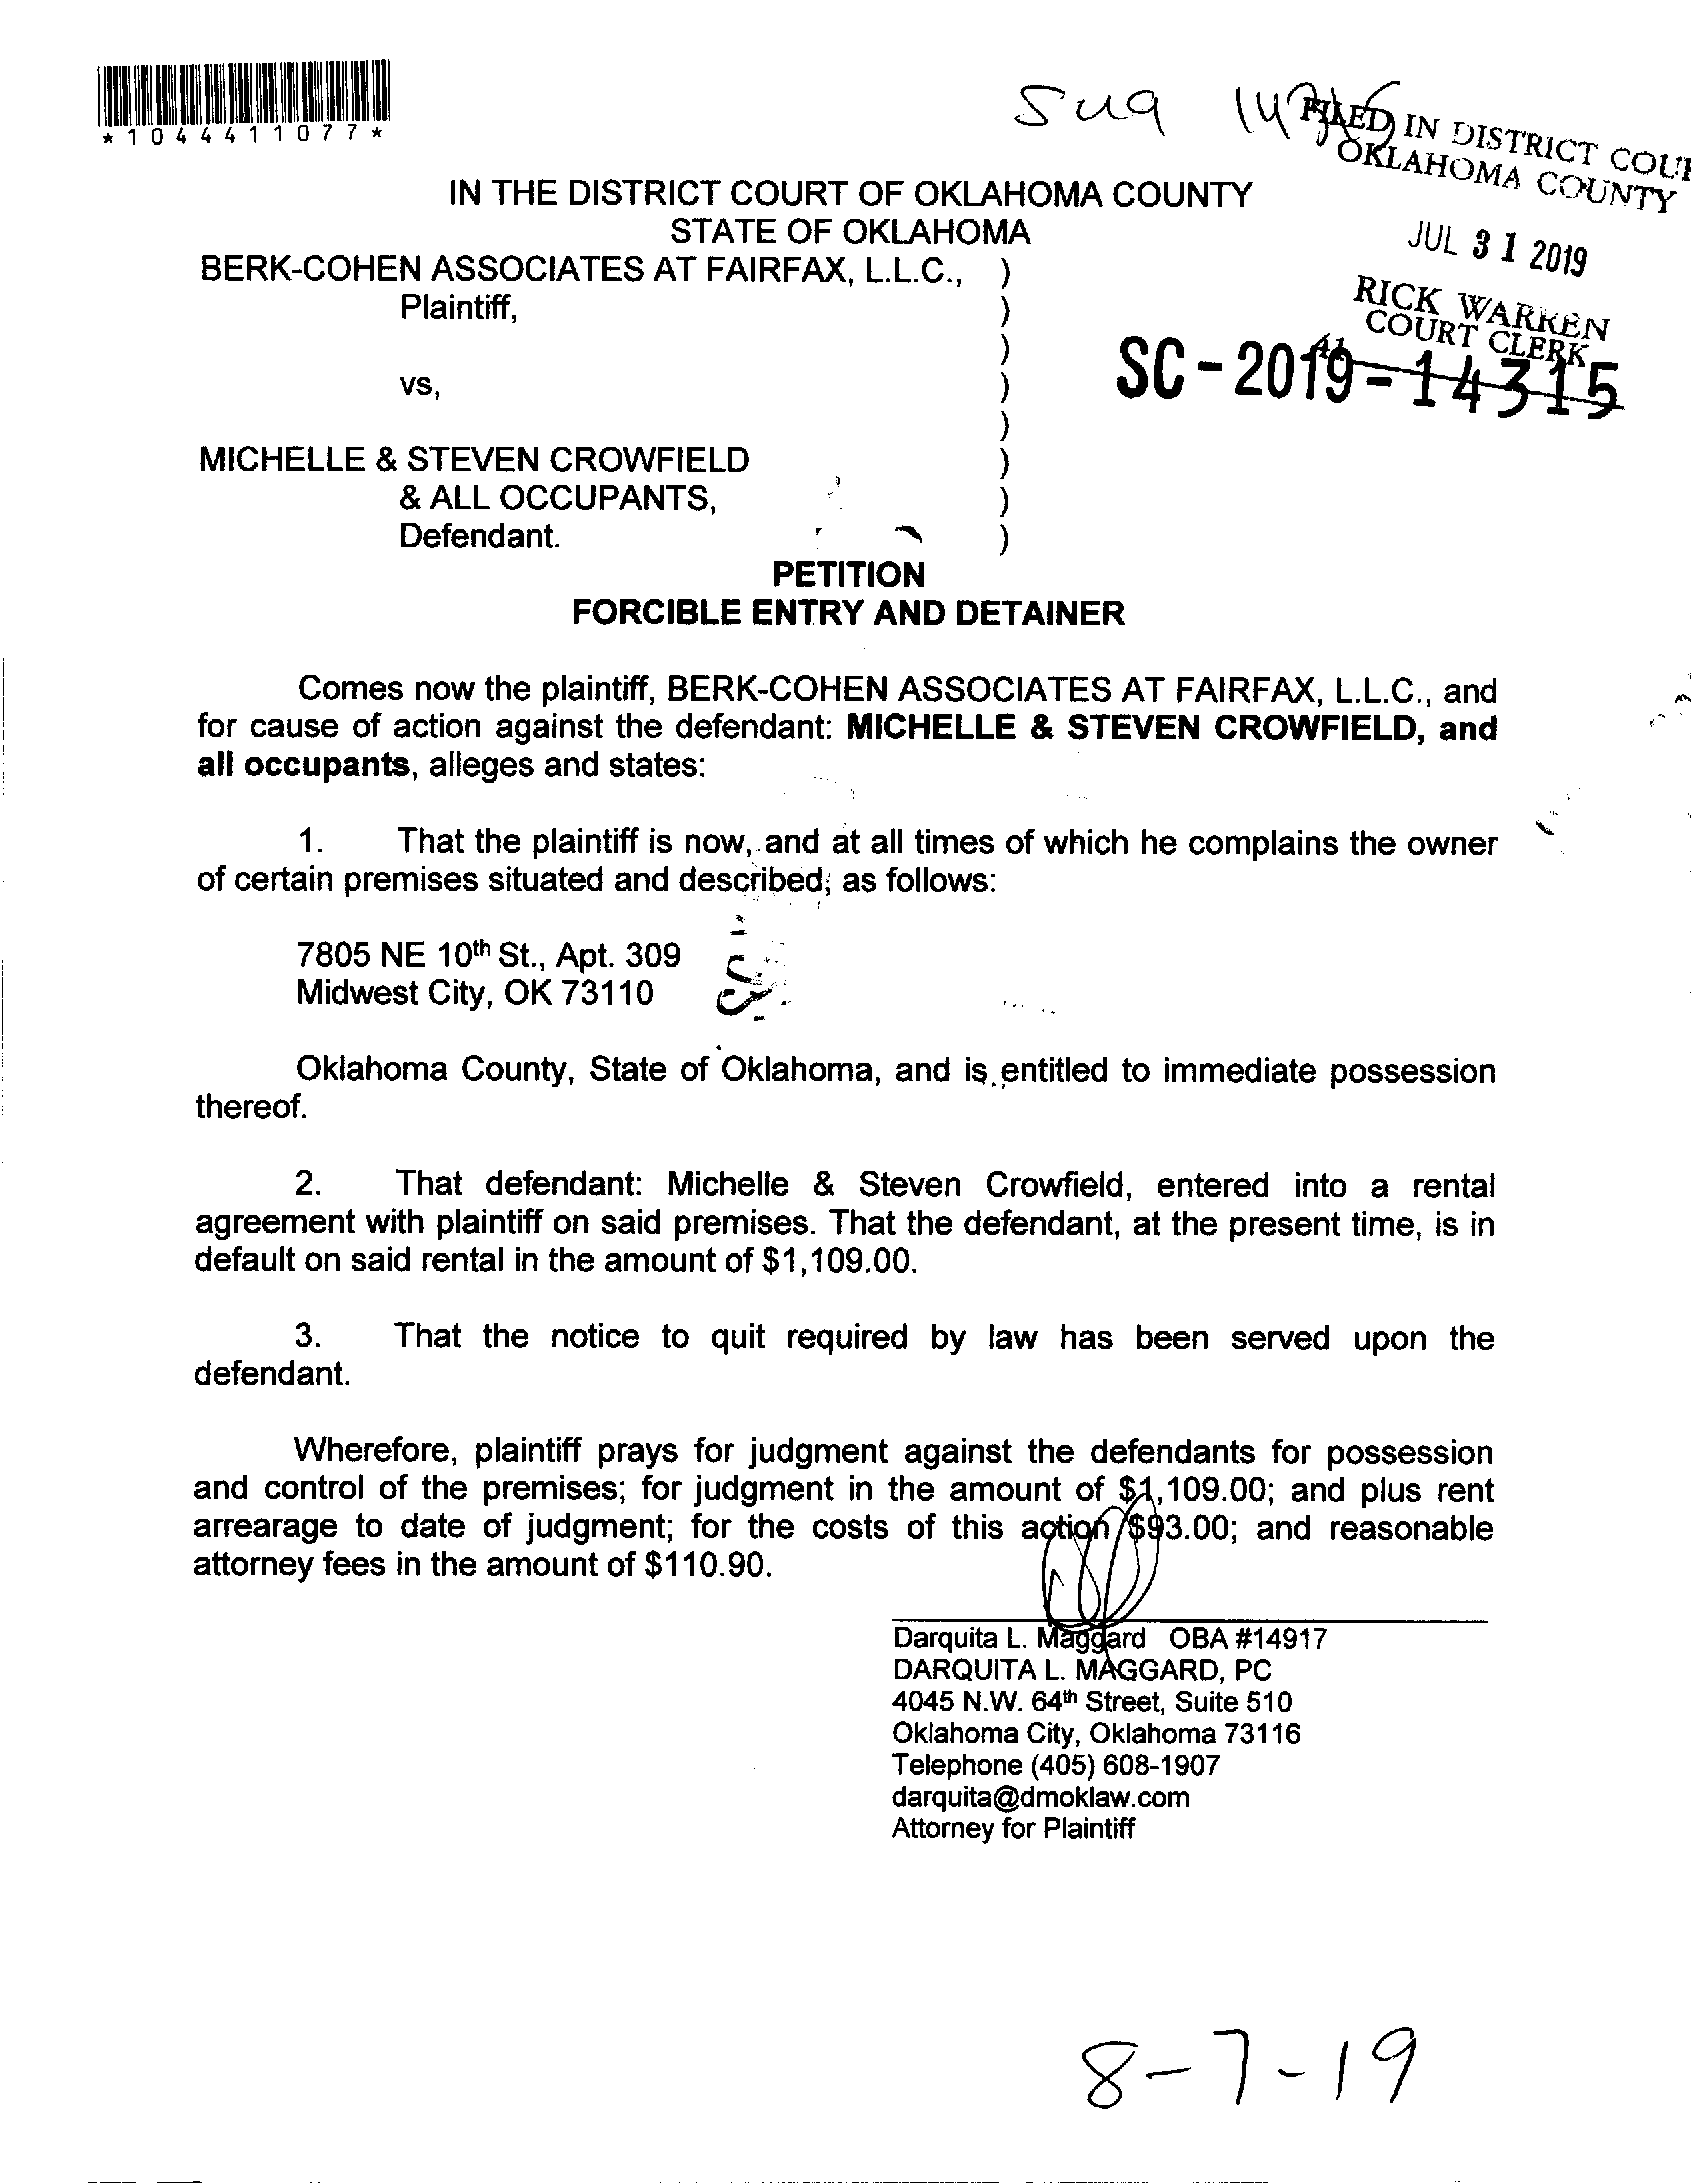 *1044411077*
FILED IN DISTRICT COU
OKLAHOMA COUNTY
JUL 31 2019
RICK WARREN
COURT CLERK
SC-2019-14315
IN THE DISTRICT COURT OF OKLAHOMA COUNTY
STATE OF OKLAHOMA
BERK-COHEN ASSOCIATES AT FAIRFAX, L.L.C., )
Plaintiff, )
)
vs, )
)
MICHELLE & STEVEN CROWFIELD )
& ALL OCCUPANTS, )
Defendant. )
PETITION
FORCIBLE ENTRY AND DETAINER
Comes now the plaintiff, BERK-COHEN ASSOCIATES AT FAIRFAX, L.L.C., and
for cause of action against the defendant: MICHELLE & STEVEN CROWFIELD, and
all occupants, alleges and states:
1. That the plaintiff is now, and at all times of which he complains the owner
of certain premises situated and described, as follows:
7805 NE 10th St., Apt. 309
Midwest City, OK 73110
Oklahoma County, State of Oklahoma, and is entitled to immediate possession
thereof.
2. That defendant: Michelle & Steven Crowfield, entered into a rental
agreement with plaintiff on said premises. That the defendant, at the present time, is in
default on said rental in the amount of $1,109.00.
3. That the notice to quit required by law has been served upon the
defendant.
Wherefore, plaintiff prays for judgment against the defendants for possession
and control of the premises; for judgment in the amount of $1,109.00; and plus rent
arrearage to date of judgment; for the costs of this action $93.00; and reasonable
attorney fees in the amount of $110.90.
Darquita L. Maggard OBA #14917
DARQUITA L. MAGGARD, PC
4045 N.W. 64th Street, Suite 510
Oklahoma City, Oklahoma 73116
Telephone (405) 608-1907
darquita@dmoklaw.com
Attorney for Plaintiff
8-7-19